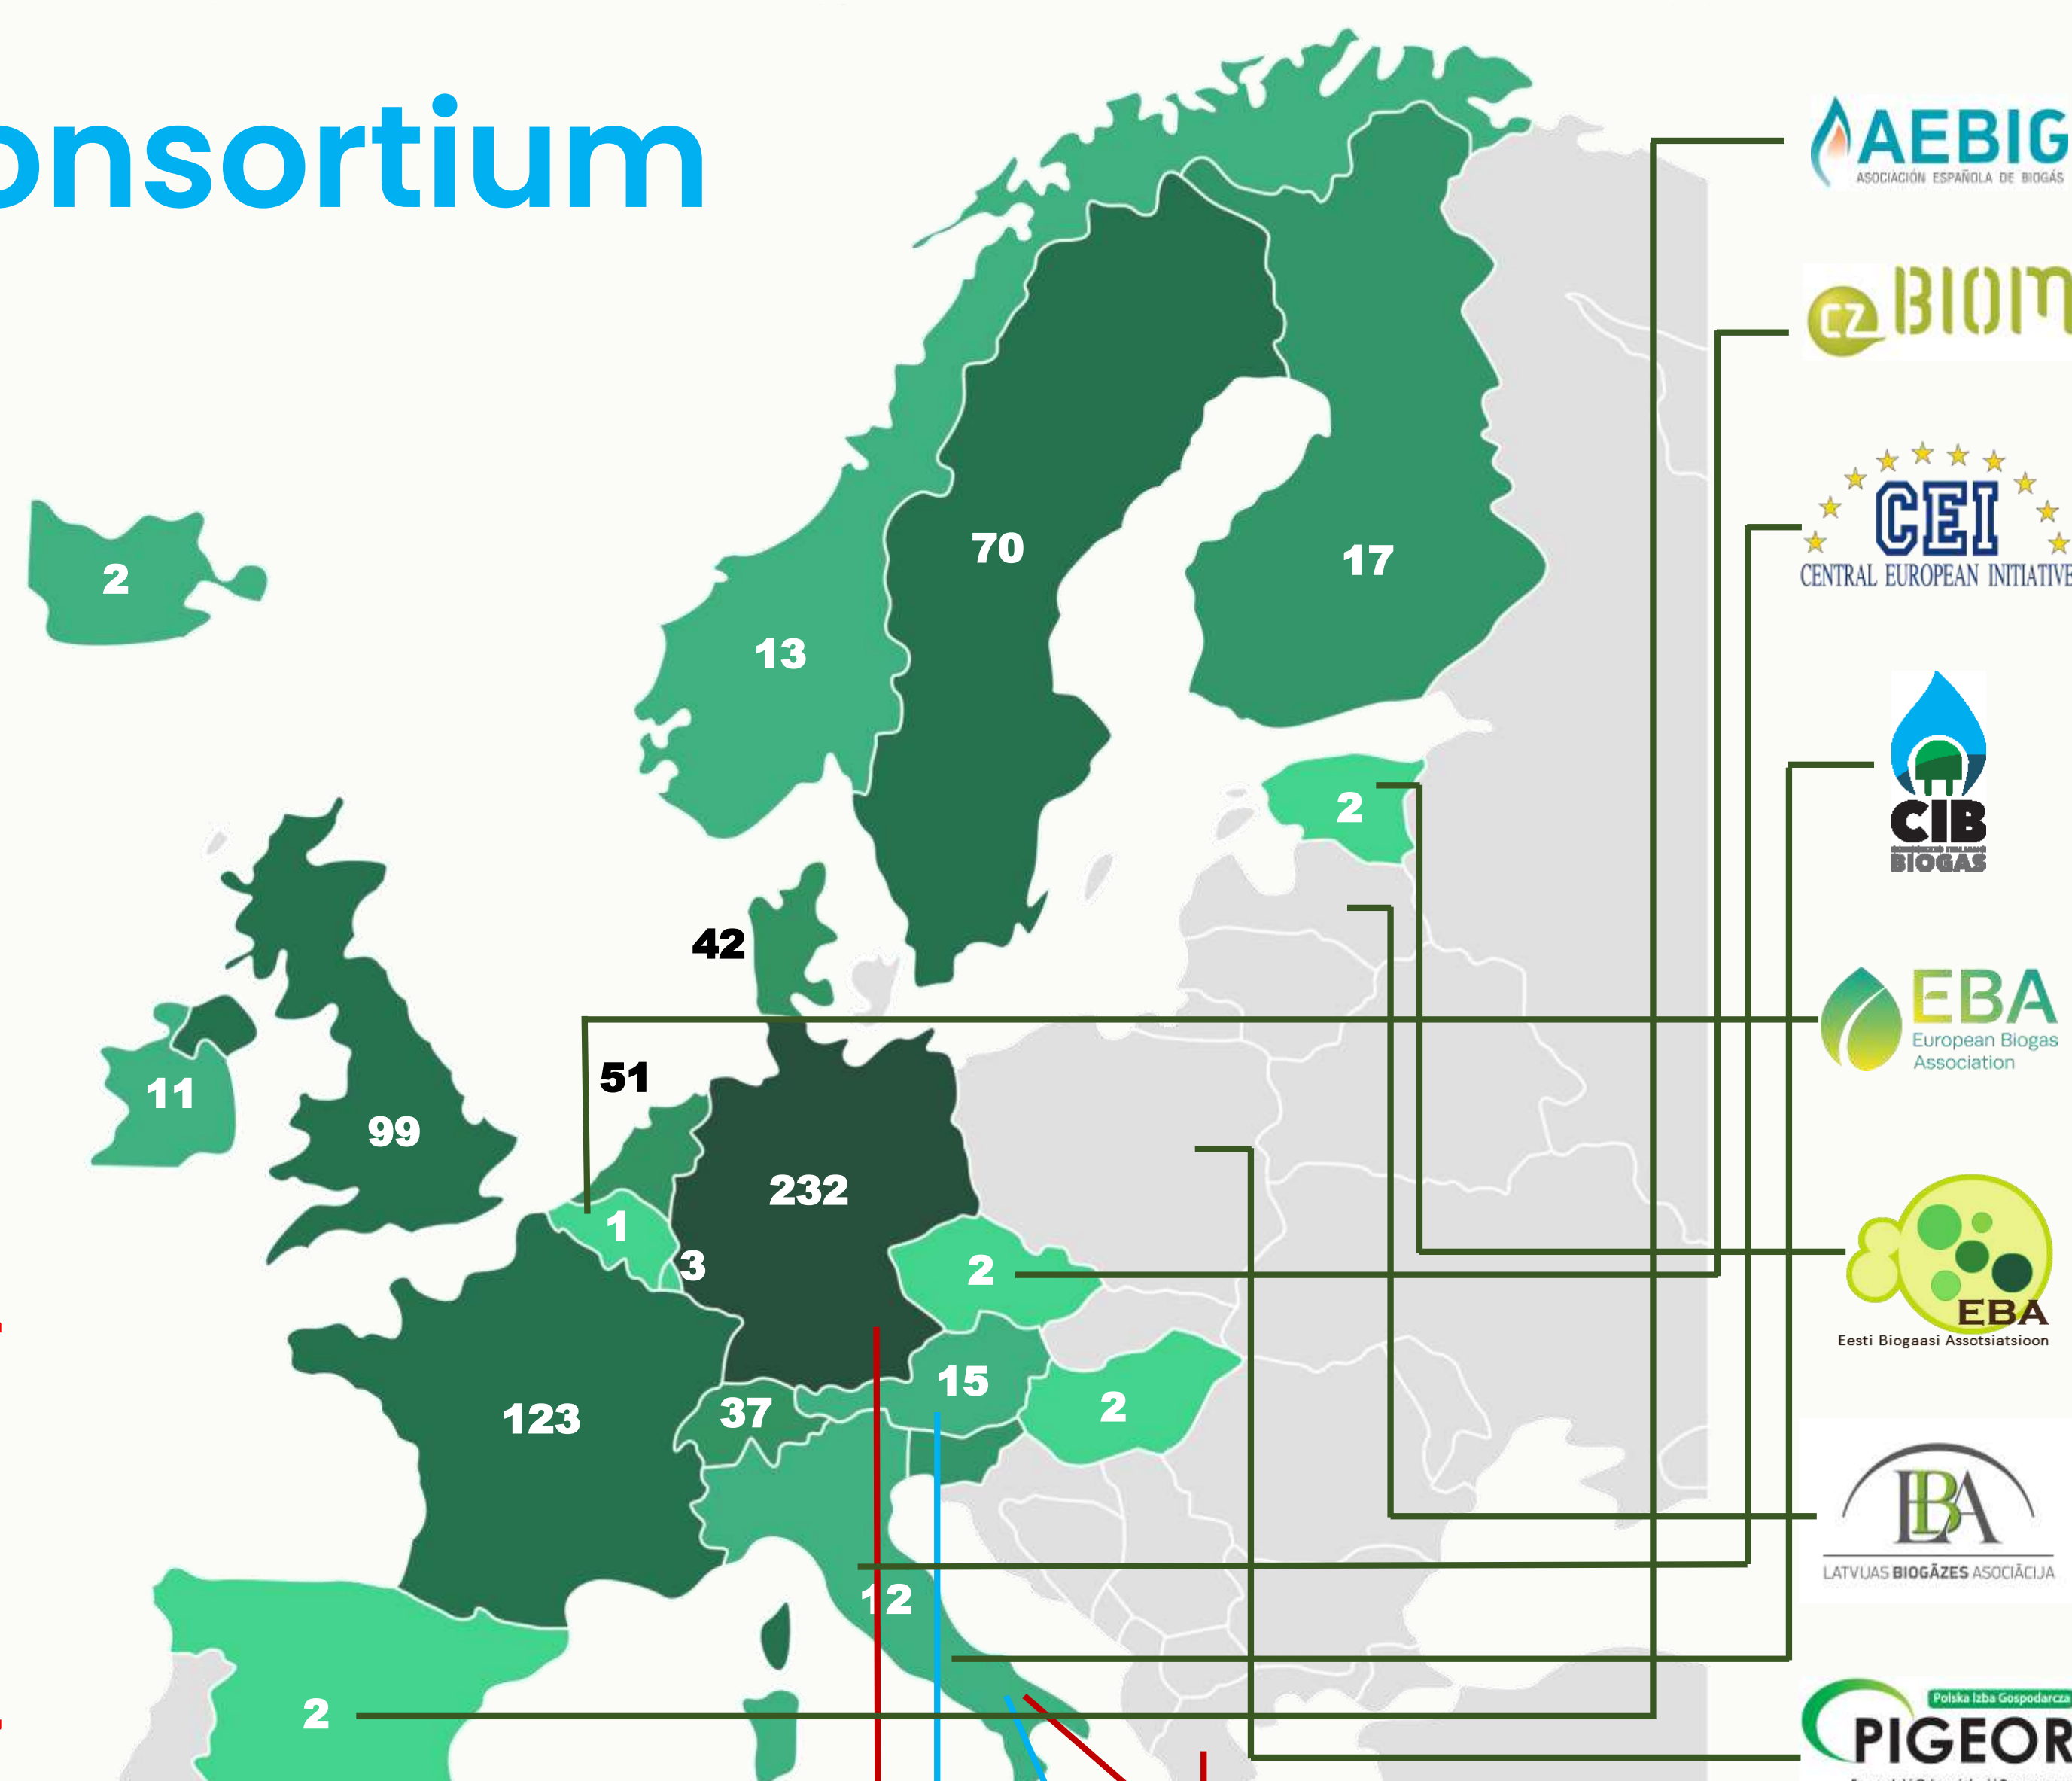 onsortium
AEBIG
ASOCIACIÓN ESPAÑOLA DE BIOGÁS
CZ BIOM
CEI
CENTRAL EUROPEAN INITIATIVE
70
17
2
13
CIB
BIOGAS
2
42
EBA
European Biogas
Association
51
11
99
232
1
3
2
EBA
Eesti Biogaasi Assotsiatsioon
15
37
2
123
LBA
LATVIJAS BIOGĀZES ASOCIĀCIJA
12
2
Polska Izba Gospodarcza
PIGEOR